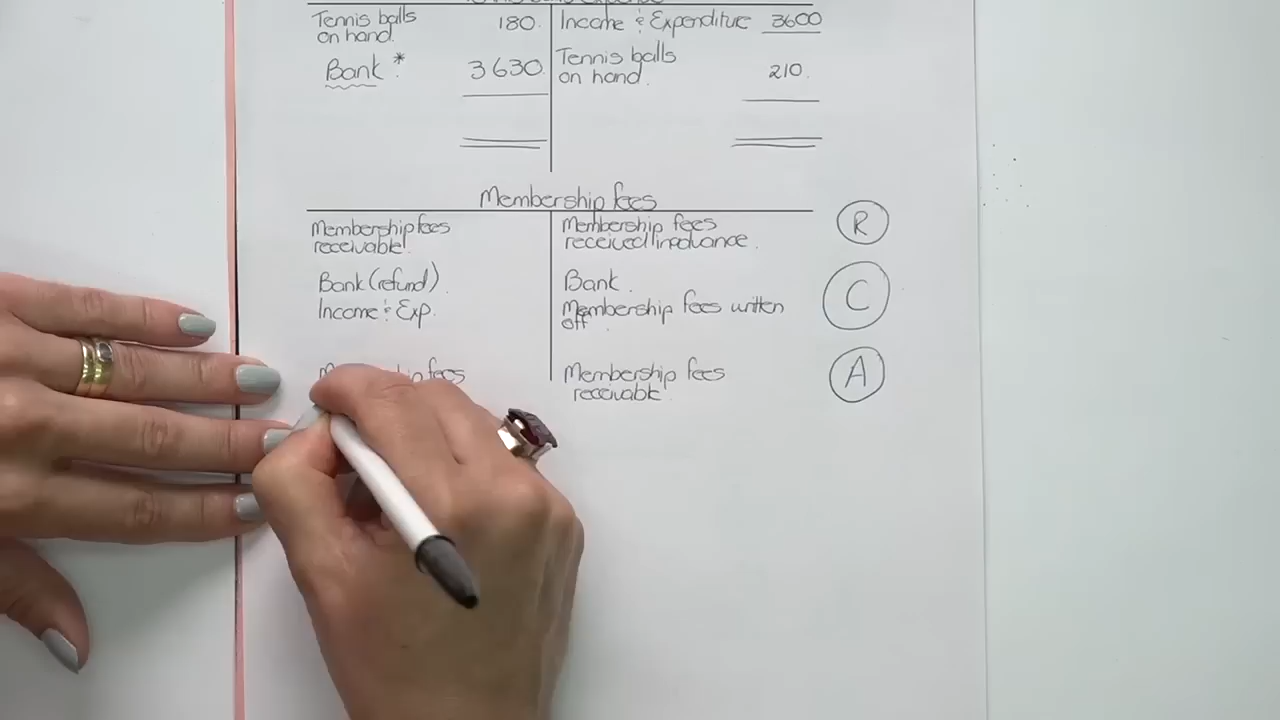 Tennis balls on hand. 180. Income & Expenditure 3600
Bank *. 3630. Tennis balls on hand. 210.
Membership fees
Membership fees receivable. Membership fees received in advance. R
Bank (refund). Bank. C
Income & Exp. Membership fees written off.
fees Membership fees receivable. A